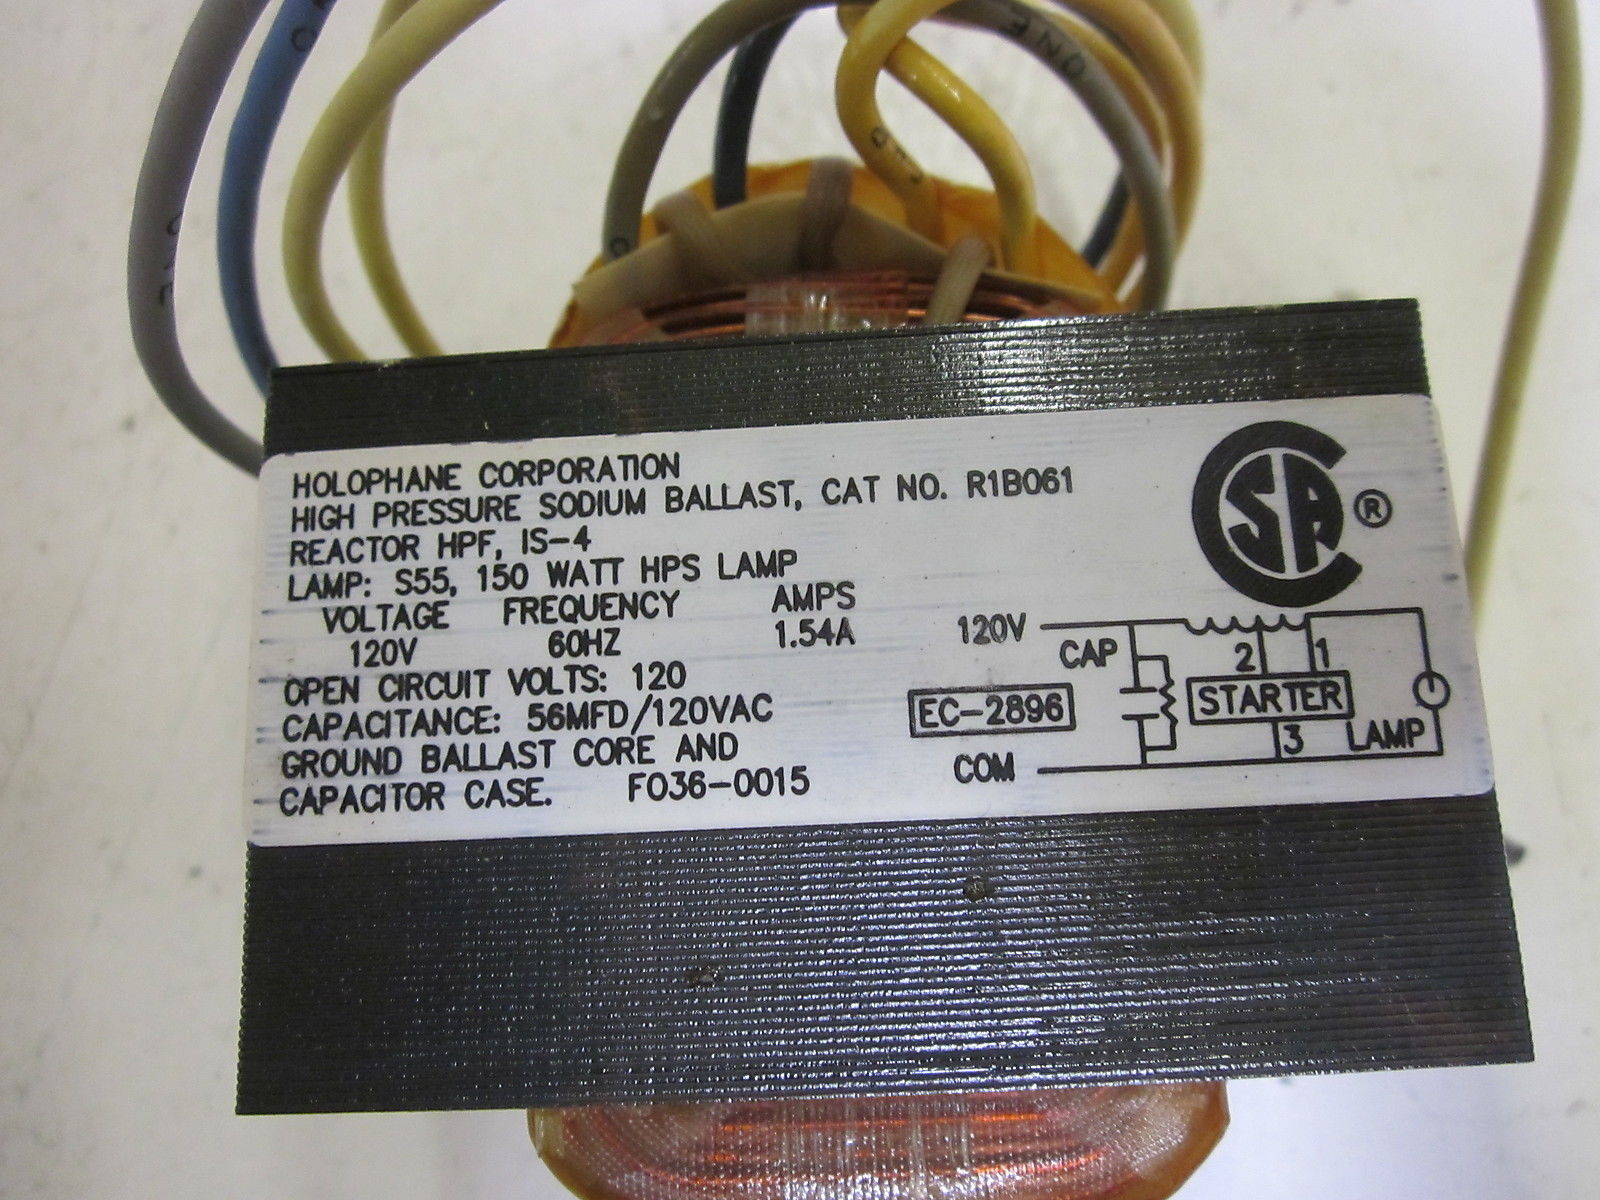 HOLOPHANE CORPORATION
HIGH PRESSURE SODIUM BALLAST, CAT NO. R1B061
REACTOR HPF, IS-4
LAMP: S55, 150 WATT HPS LAMP
VOLTAGE FREQUENCY AMPS
120V 60HZ 1.54A
OPEN CIRCUIT VOLTS: 120
CAPACITANCE: 56MFD/120VAC
GROUND BALLAST CORE AND
CAPACITOR CASE. F036-0015
SA ®
120V
CAP 2 1
EC-2896 STARTER
3 LAMP
COM
ONE